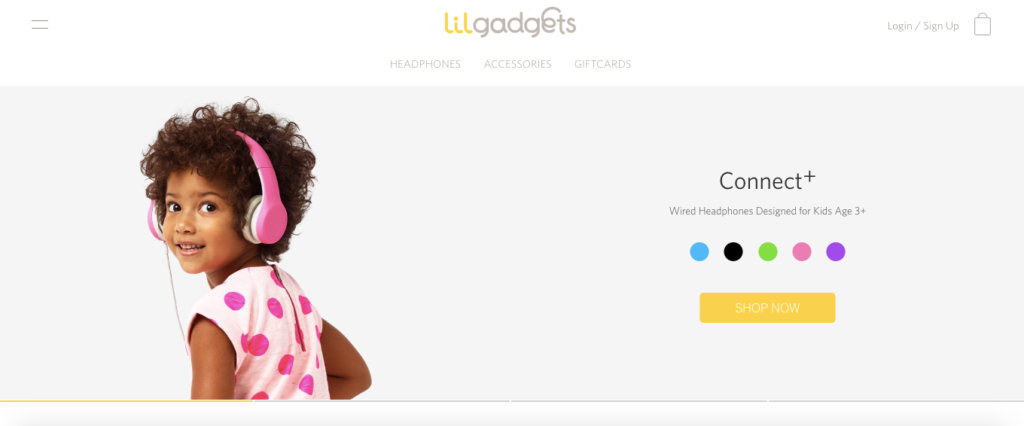 lilgadgets
Login / Sign Up
HEADPHONES ACCESSORIES GIFTCARDS
Connect+
Wired Headphones Designed for Kids Age 3+
SHOP NOW